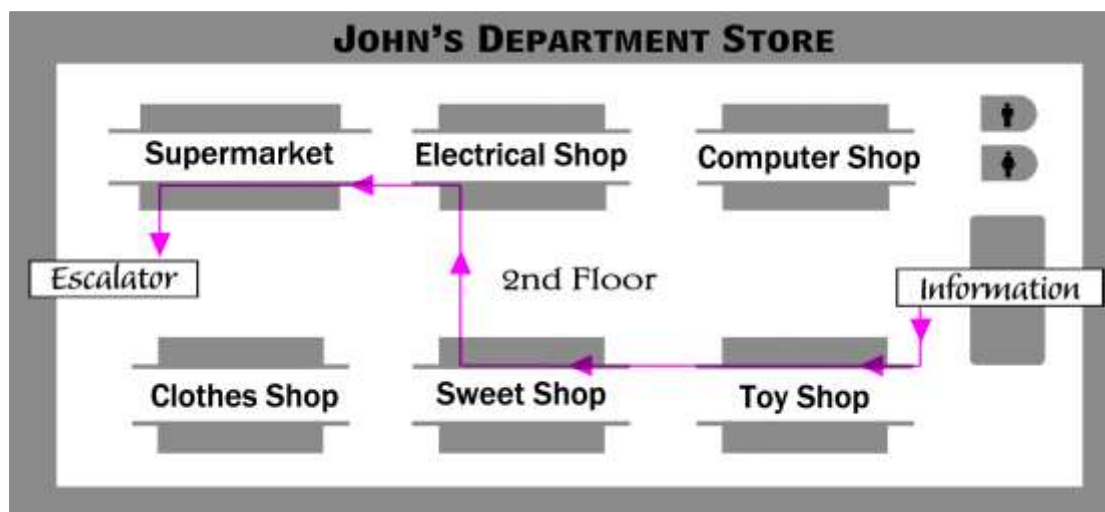 JOHN'S DEPARTMENT STORE
Supermarket
Electrical Shop
Computer Shop
Escalator
2nd Floor
Information
Clothes Shop
Sweet Shop
Toy Shop